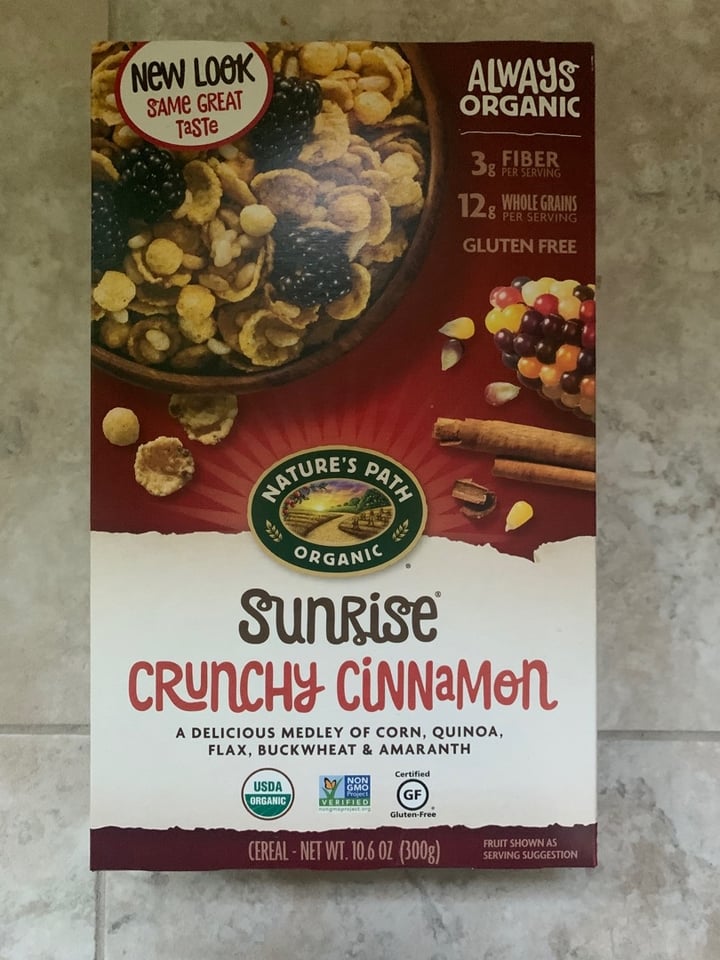 NEW LOOK
SAME GREAT
TaSTe
ALWAYS
ORGANIC
3g FIBER
PER SERVING
12g WHOLE GRAINS
PER SERVING
GLUTEN FREE
NATURE'S PATH
ORGANIC
®
SUNRise®
CRUNCHY CiNNaMoN
A DELICIOUS MEDLEY OF CORN, QUINOA,
FLAX, BUCKWHEAT & AMARANTH
USDA
ORGANIC
NON
GMO
Project
VERIFIED
nongmoproject.org
Certified
GF
®
Gluten-Free
CEREAL - NET WT. 10.6 OZ (300g)
FRUIT SHOWN AS
SERVING SUGGESTION